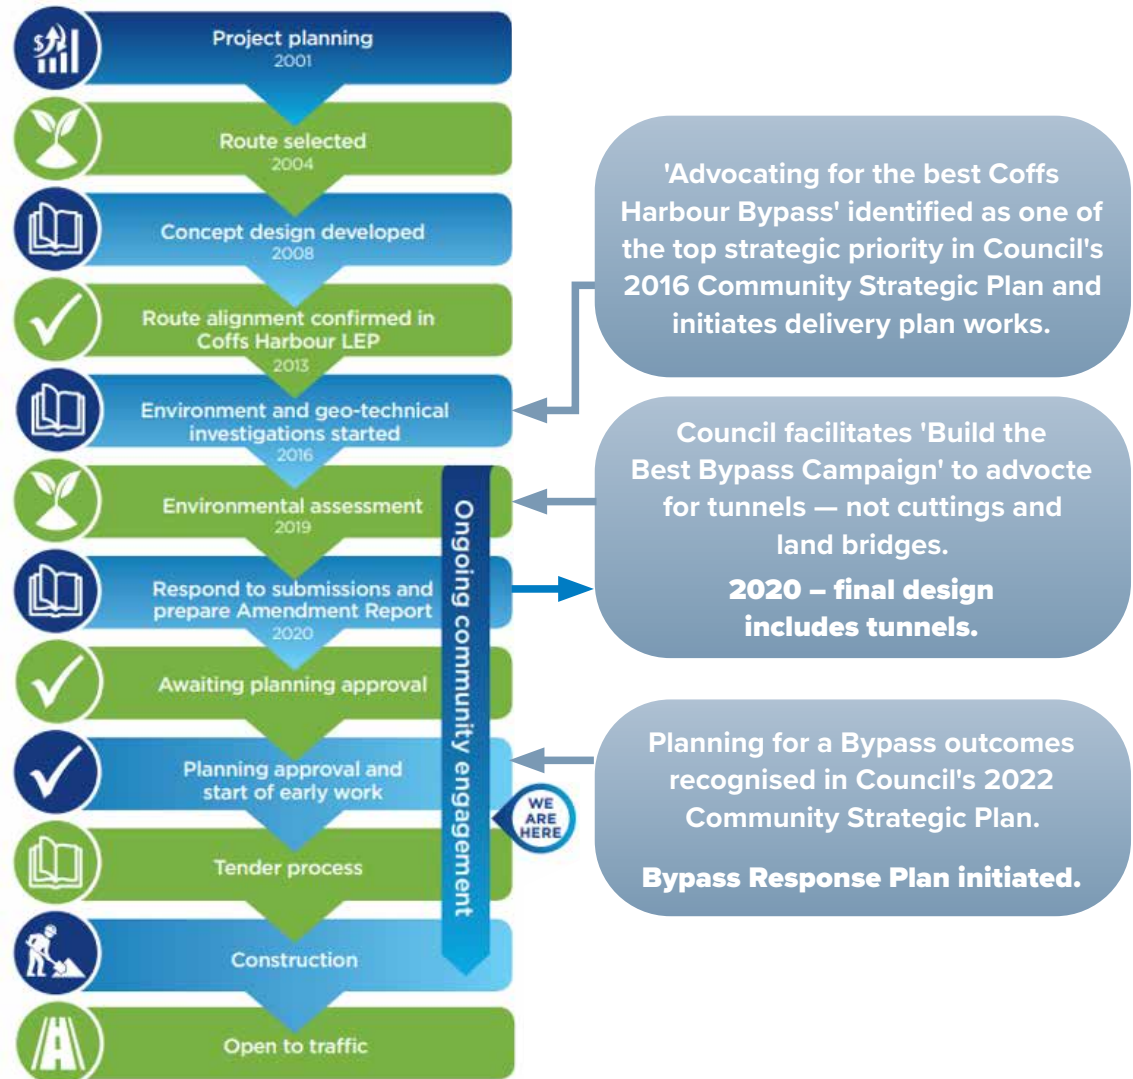 $
Project planning
2001
Route selected
2004
Concept design developed
2008
Route alignment confirmed in
Coffs Harbour LEP
2013
Environment and geo-technical
investigations started
2016
Environmental assessment
2019
Respond to submissions and
prepare Amendment Report
2020
Awaiting planning approval
Planning approval and
start of early work
Tender process
Construction
Open to traffic
Ongoing community engagement
WE
ARE
HERE
'Advocating for the best Coffs
Harbour Bypass' identified as one of
the top strategic priority in Council's
2016 Community Strategic Plan and
initiates delivery plan works.
Council facilitates 'Build the
Best Bypass Campaign' to advocte
for tunnels — not cuttings and
land bridges.
2020 – final design
includes tunnels.
Planning for a Bypass outcomes
recognised in Council's 2022
Community Strategic Plan.
Bypass Response Plan initiated.